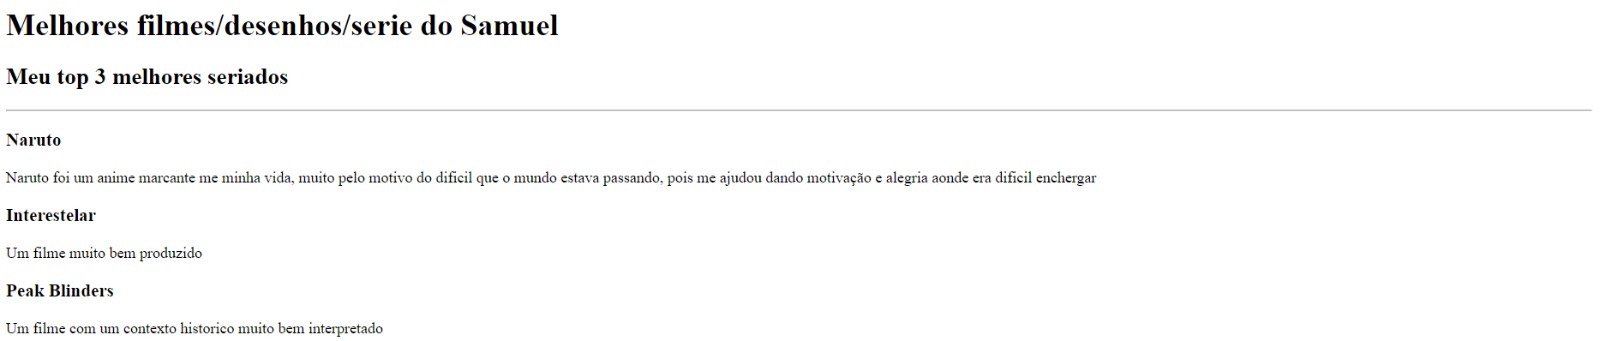 Melhores filmes/desenhos/serie do Samuel
Meu top 3 melhores seriados
Naruto
Naruto foi um anime marcante me minha vida, muito pelo motivo do dificil que o mundo estava passando, pois me ajudou dando motivação e alegria aonde era dificil enchergar
Interestelar
Um filme muito bem produzido
Peak Blinders
Um filme com um contexto historico muito bem interpretado